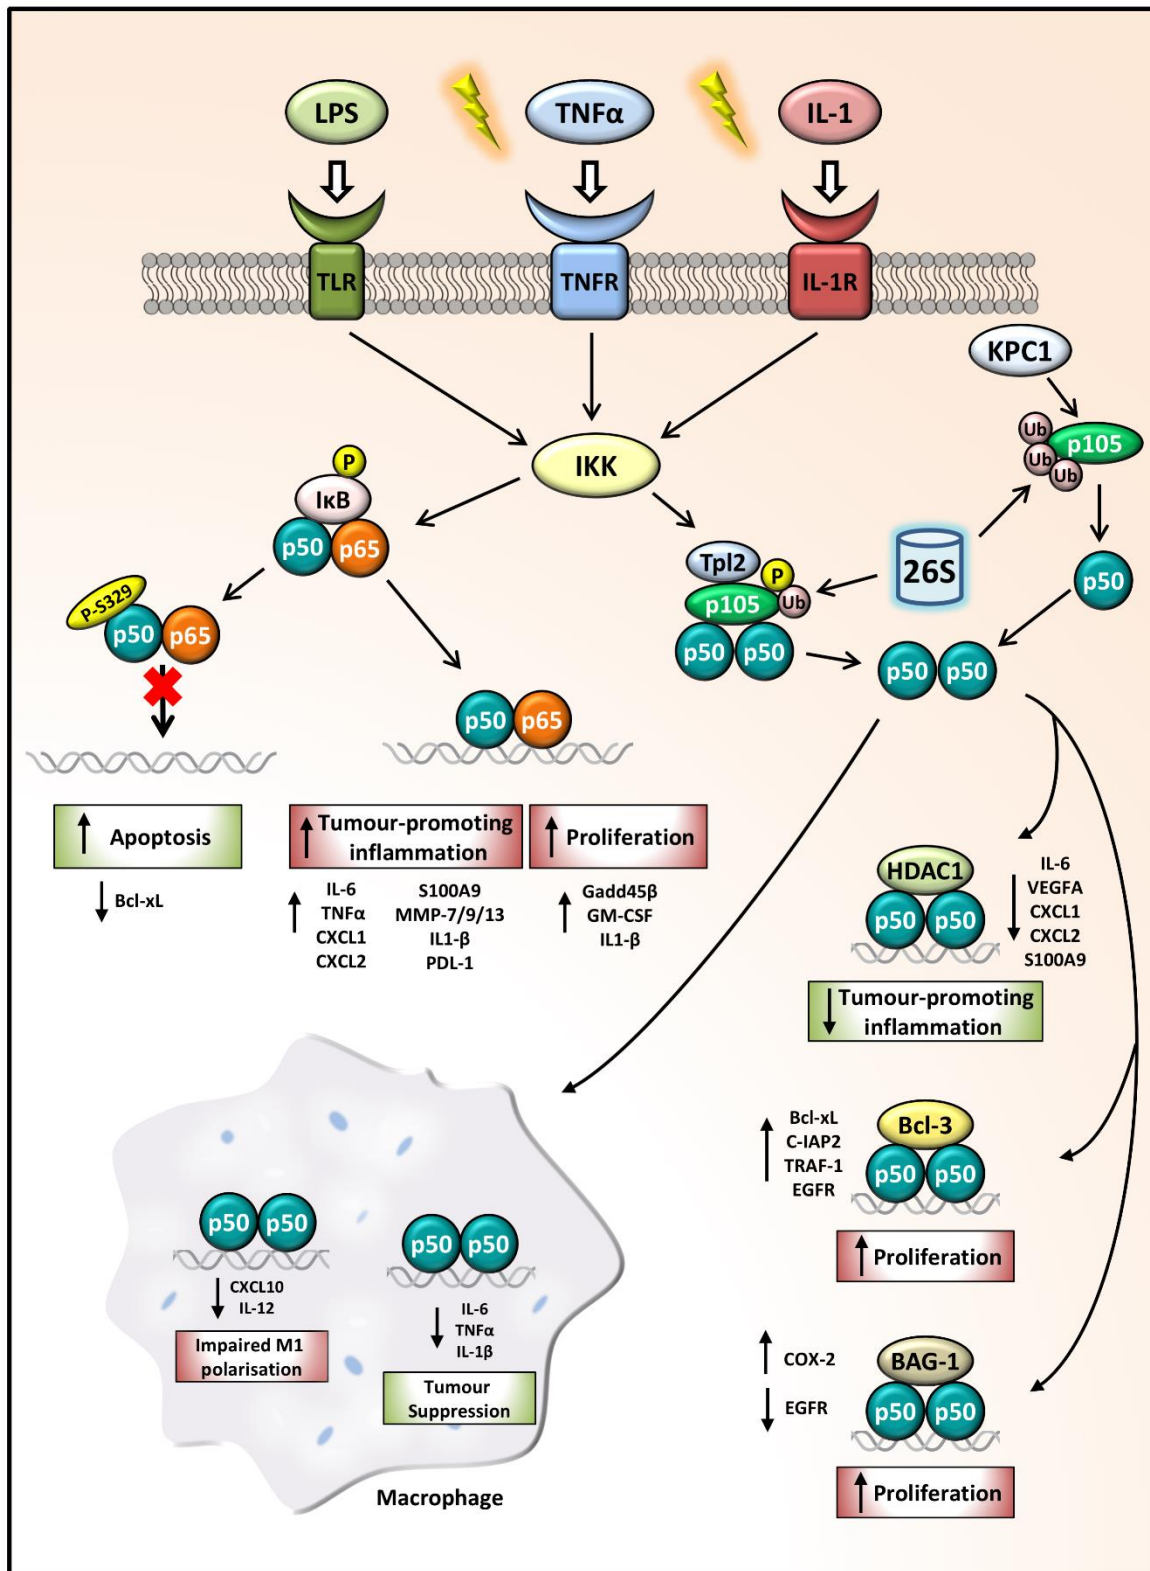 LPS
TNFα
IL-1
TLR
TNFR
IL-1R
KPC1
Ub
p105
Ub
Ub
IKK
P
IκB
p50
p65
Tpl2
P
p105
Ub
p50
p50
26S
p50
P-S329
p50
p65
p50
p50
p50
p65
Apoptosis
Bcl-xL
Tumour-promoting
inflammation
IL-6
TNFα
CXCL1
CXCL2
S100A9
MMP-7/9/13
IL1-β
PDL-1
Proliferation
Gadd45β
GM-CSF
IL1-β
HDAC1
p50
p50
IL-6
VEGFA
CXCL1
CXCL2
S100A9
Tumour-promoting
inflammation
Bcl-xL
C-IAP2
TRAF-1
EGFR
Bcl-3
p50
p50
Proliferation
p50
p50
CXCL10
IL-12
Impaired M1
polarisation
p50
p50
IL-6
TNFα
IL-1β
Tumour
Suppression
Macrophage
COX-2
EGFR
BAG-1
p50
p50
Proliferation